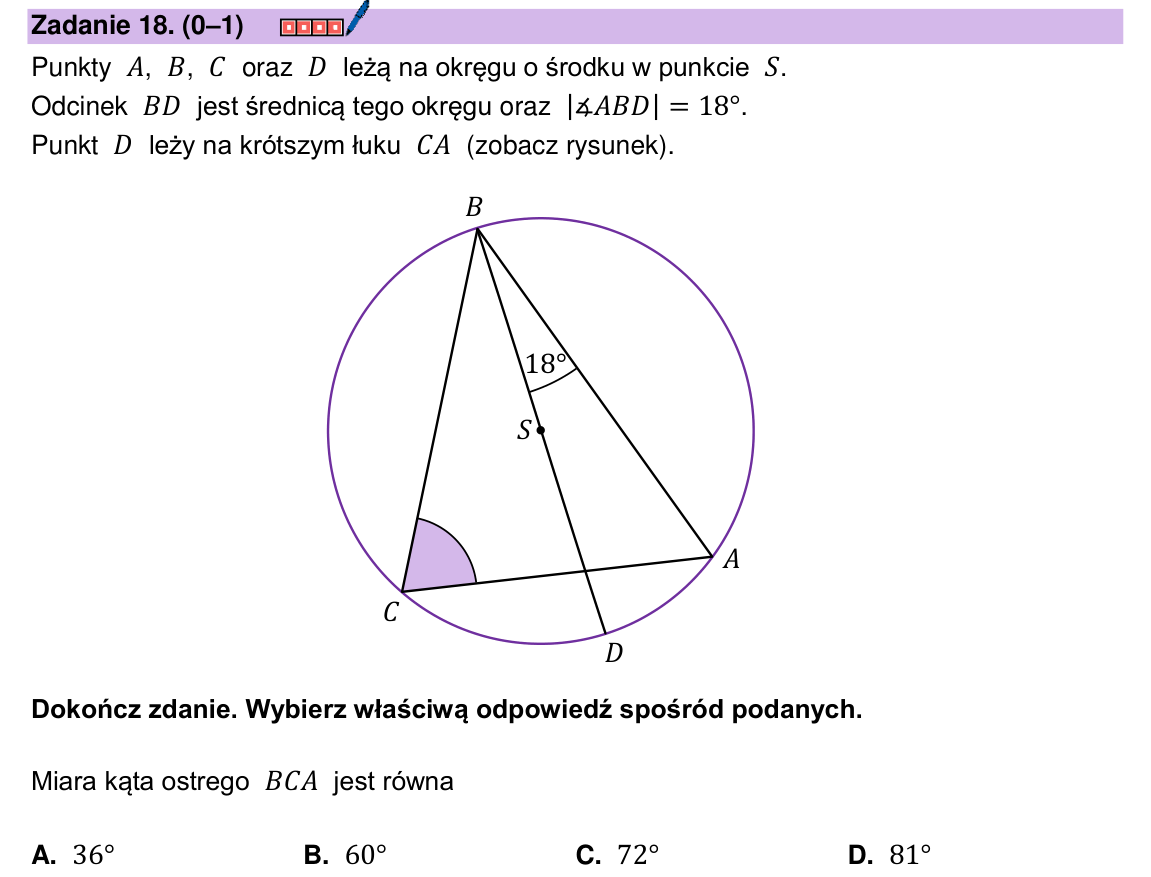 Zadanie 18. (0–1)
Punkty A, B, C oraz D leżą na okręgu o środku w punkcie S.
Odcinek BD jest średnicą tego okręgu oraz |∡ABD| = 18°.
Punkt D leży na krótszym łuku CA (zobacz rysunek).
B
18°
S
A
C
D
Dokończ zdanie. Wybierz właściwą odpowiedź spośród podanych.
Miara kąta ostrego BCA jest równa
A. 36° B. 60° C. 72° D. 81°